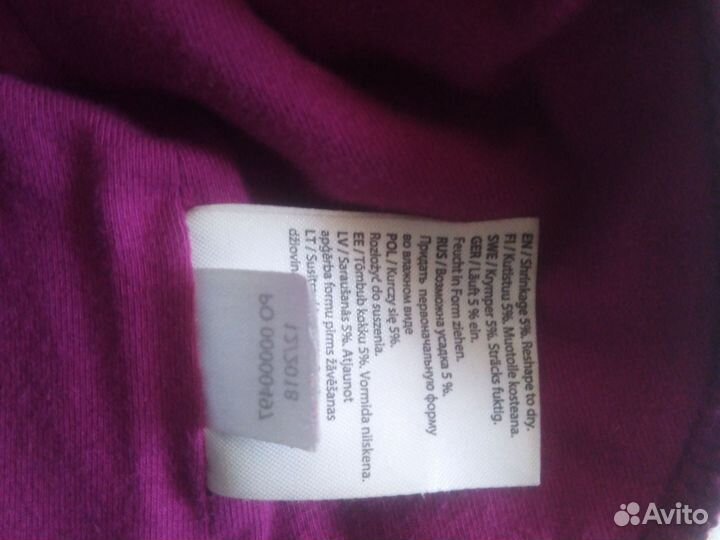 EN / Shrinkage 5%. Reshape to dry.
FI / Kutistuu 5%. Muotoile kosteana.
SWE / Krymper 5%. Sträcks fuktig.
GER / Läuft 5 % ein.
Feucht in Form ziehen.
RUS / Возможна усадка 5 %.
Придать первоначальную форму
во влажном виде
POL / Kurczy się 5%.
Rozłożyć do suszenia.
EE / Tõmbub kokku 5%. Vormida niiskena.
LV / Saraušanās 5%. Atjaunot
apģērba formu pirms žāvēšanas
LT / Susitr
džiovin
Avito